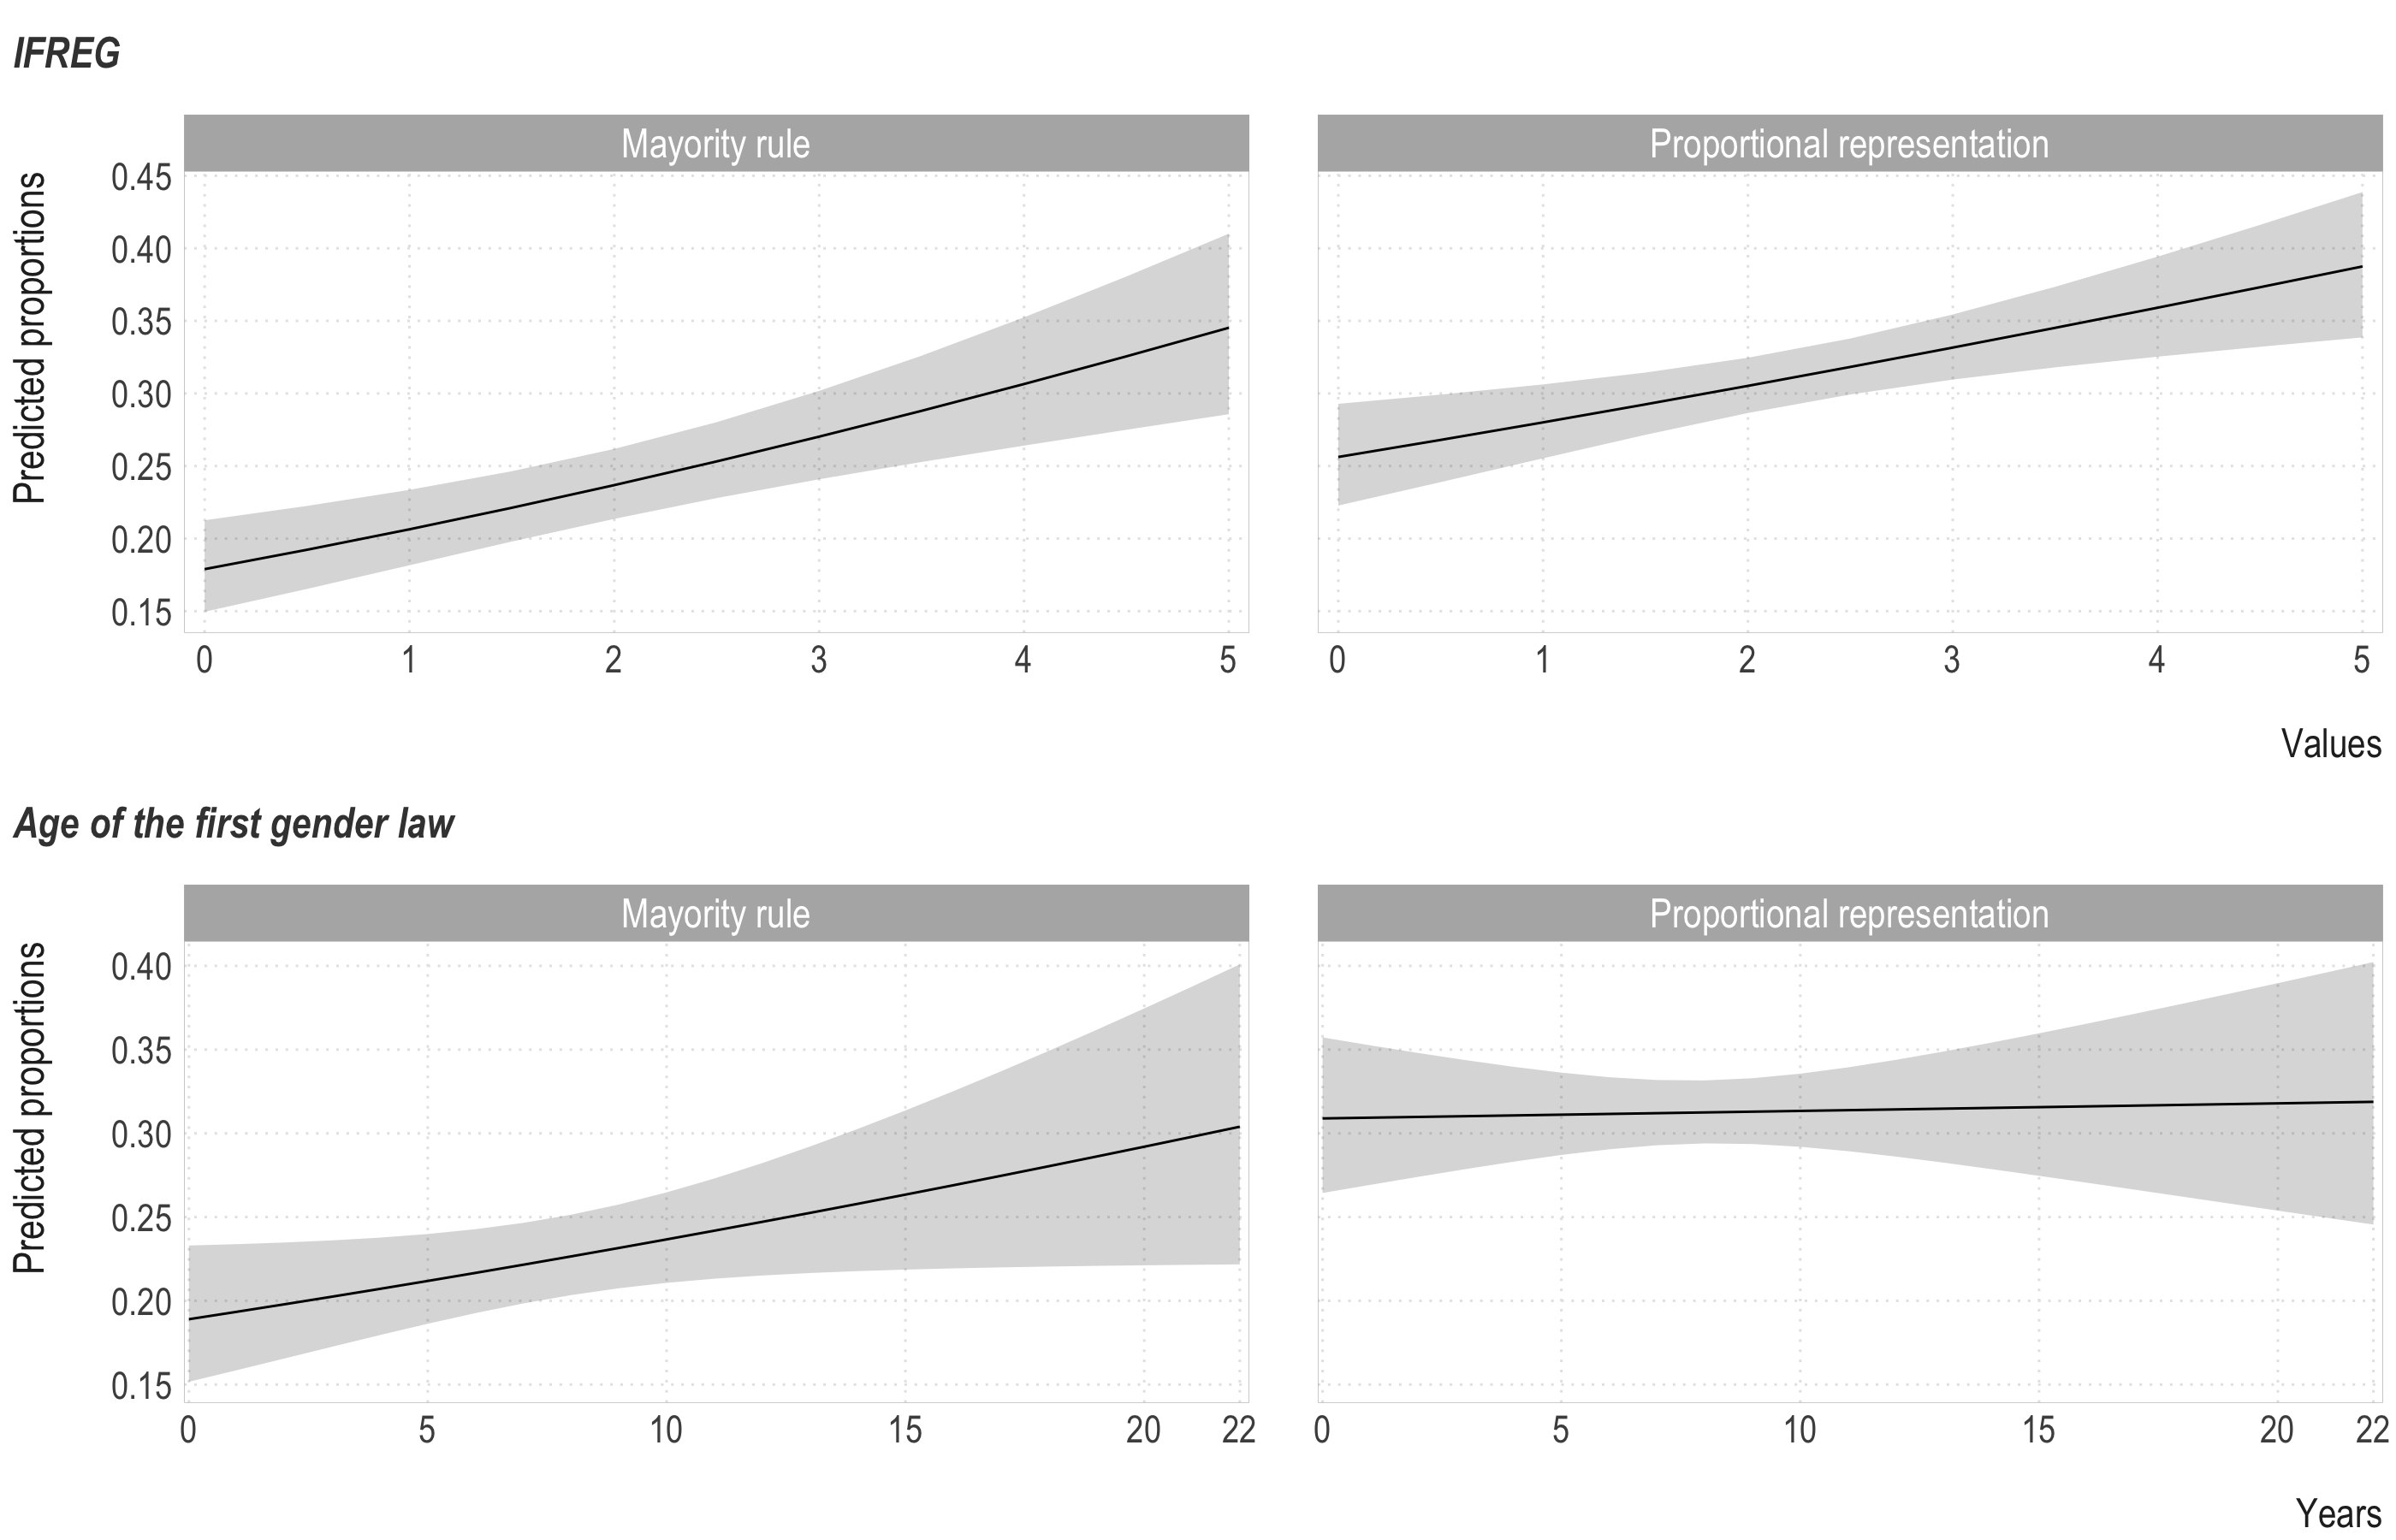 IFREG
Mayority rule
Proportional representation
Predicted proportions
0.45
0.40
0.35
0.30
0.25
0.20
0.15
0 1 2 3 4 5
0 1 2 3 4 5
Values
Age of the first gender law
Mayority rule
Proportional representation
Predicted proportions
0.40
0.35
0.30
0.25
0.20
0.15
0 5 10 15 20 22
0 5 10 15 20 22
Years